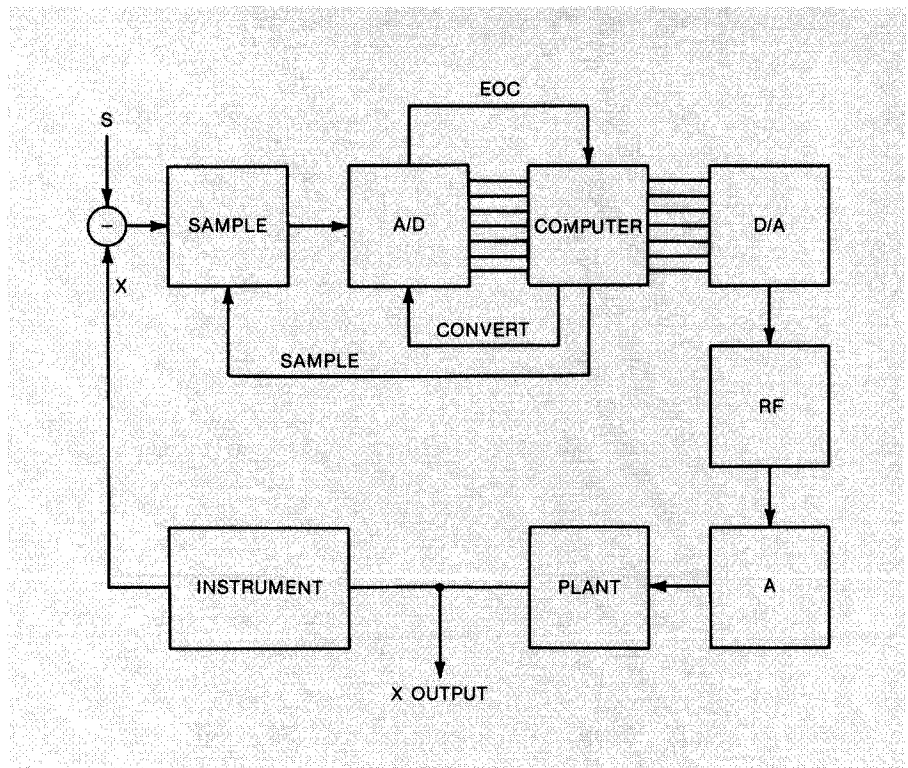 EOC
S
SAMPLE
A/D
COMPUTER
D/A
−
X
CONVERT
SAMPLE
RF
INSTRUMENT
PLANT
A
X OUTPUT